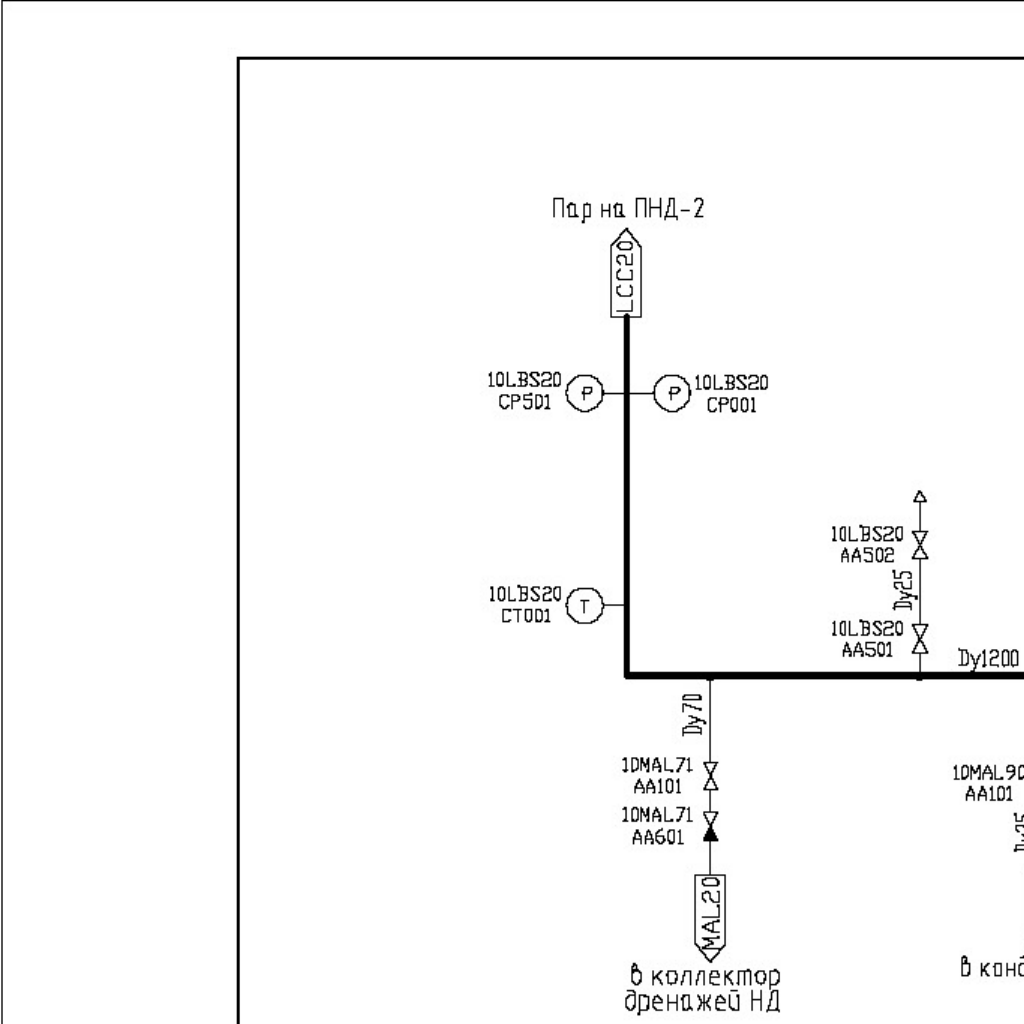 Пар на ПНД-2
LCC20
10LBS20
CP501
P
P
10LBS20
CP001
10LBS20
AA502
Dy25
10LBS20
CT001
T
10LBS20
AA501
Dy1200
Dy70
10MAL71
AA101
10MAL90
AA101
10MAL71
AA601
Dy25
MAL20
в коллектор
дренажей НД
в конд